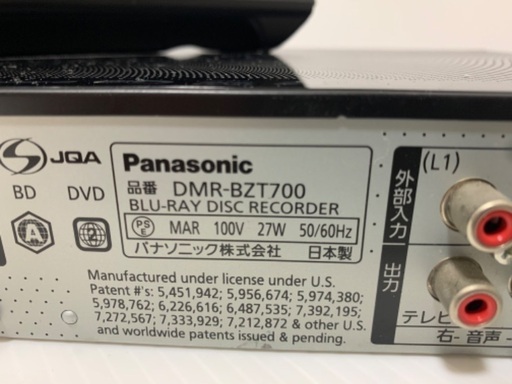 JQA
BD DVD
A
2
Panasonic
品番 DMR-BZT700
BLU-RAY DISC RECORDER
PS E MAR 100V 27W 50/60Hz
パナソニック株式会社 日本製
Manufactured under license under U.S.
Patent #'s: 5,451,942; 5,956,674; 5,974,380;
5,978,762; 6,226,616; 6,487,535; 7,392,195;
7,272,567; 7,333,929; 7,212,872 & other U.S.
and worldwide patents issued & pending.
(L1)
外部入力
出力
テレビ
右-音声-